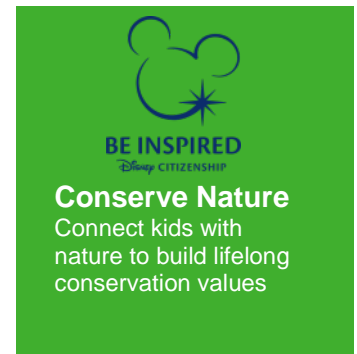 BE INSPIRED
Disney CITIZENSHIP
Conserve Nature
Connect kids with
nature to build lifelong
conservation values